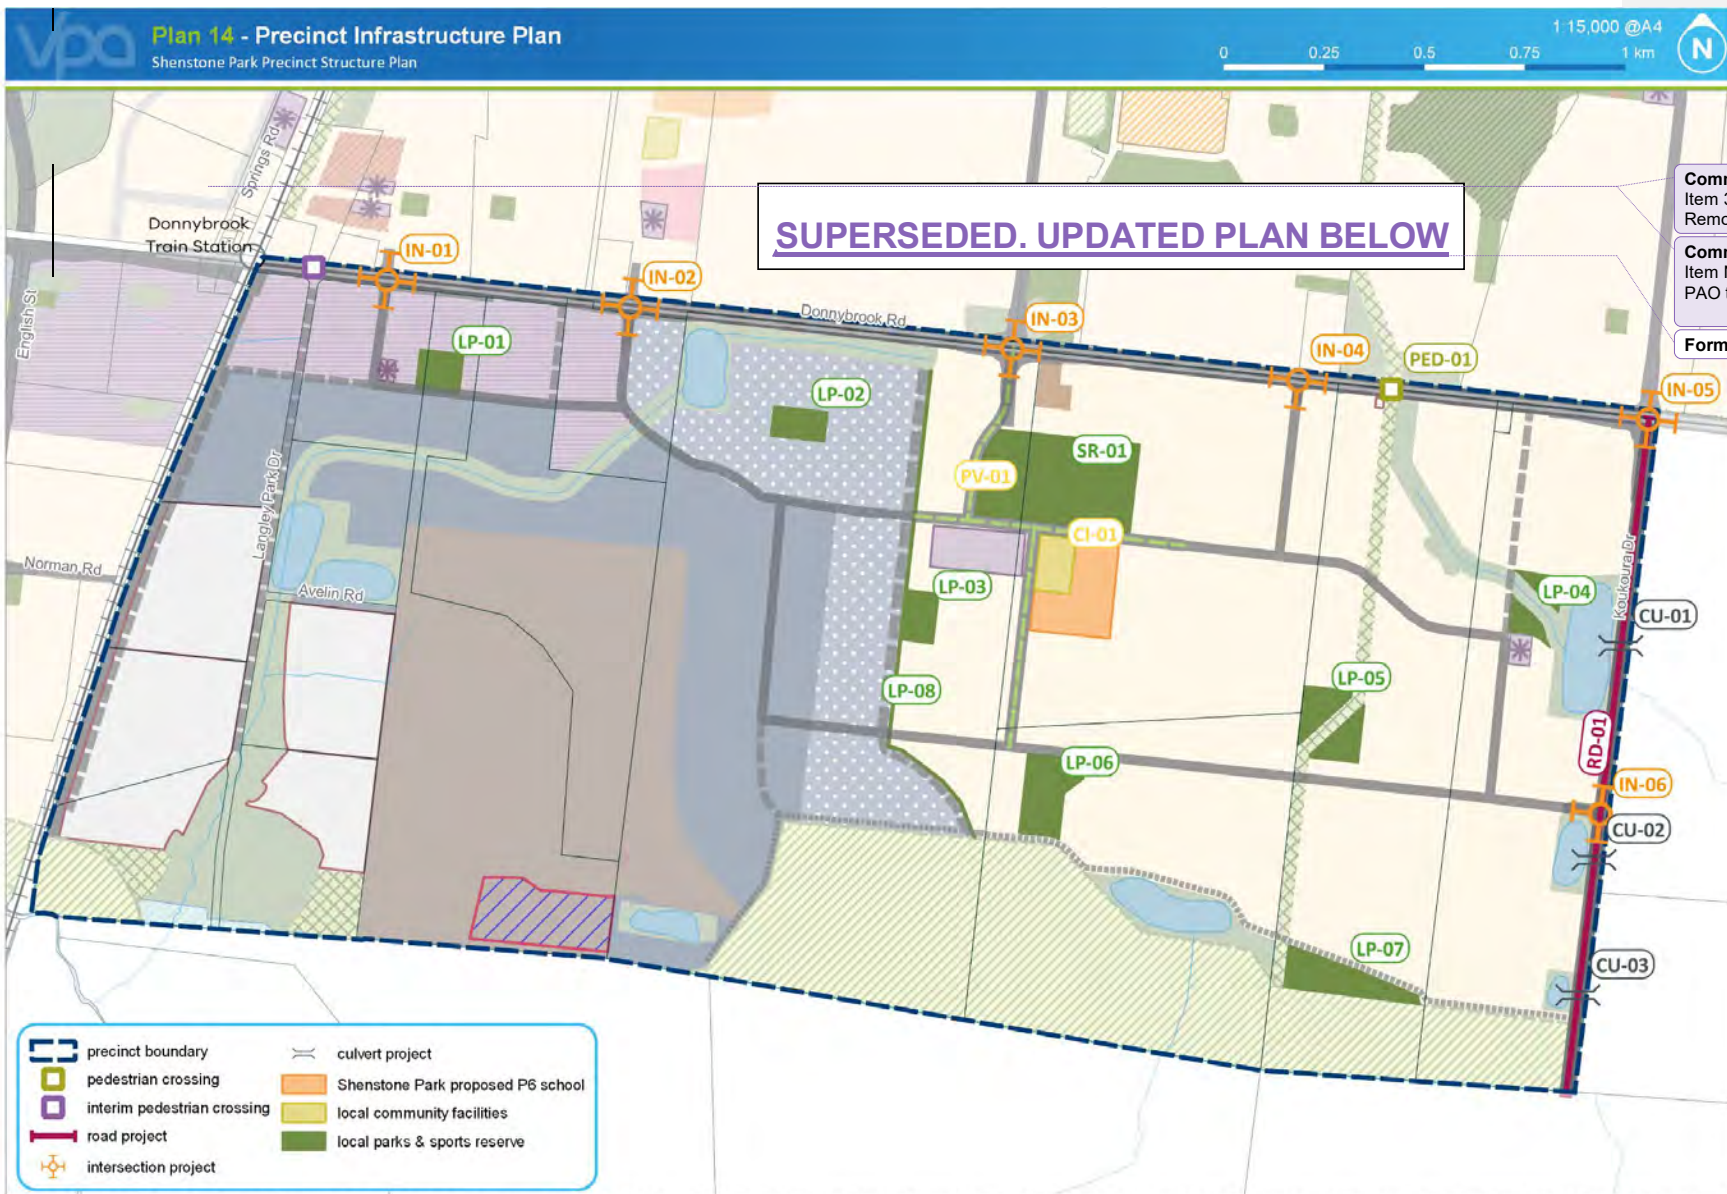 vpa
Plan 14 - Precinct Infrastructure Plan
Shenstone Park Precinct Structure Plan
1:15,000 @A4
0 0.25 0.5 0.75 1 km
N
SUPERSEDED. UPDATED PLAN BELOW
Item
Form
Springs Rd
Donnybrook
Train Station
English St
IN-01
IN-02
Donnybrook Rd
IN-03
IN-04
PED-01
IN-05
LP-01
LP-02
SR-01
PV-01
CI-01
Langley Park Dr
Norman Rd
Avelin Rd
LP-03
LP-04
Koukoura Dr
CU-01
LP-08
LP-05
RD-01
LP-06
IN-06
CU-02
LP-07
CU-03
precinct boundary
pedestrian crossing
interim pedestrian crossing
road project
intersection project
culvert project
Shenstone Park proposed P6 school
local community facilities
local parks & sports reserve